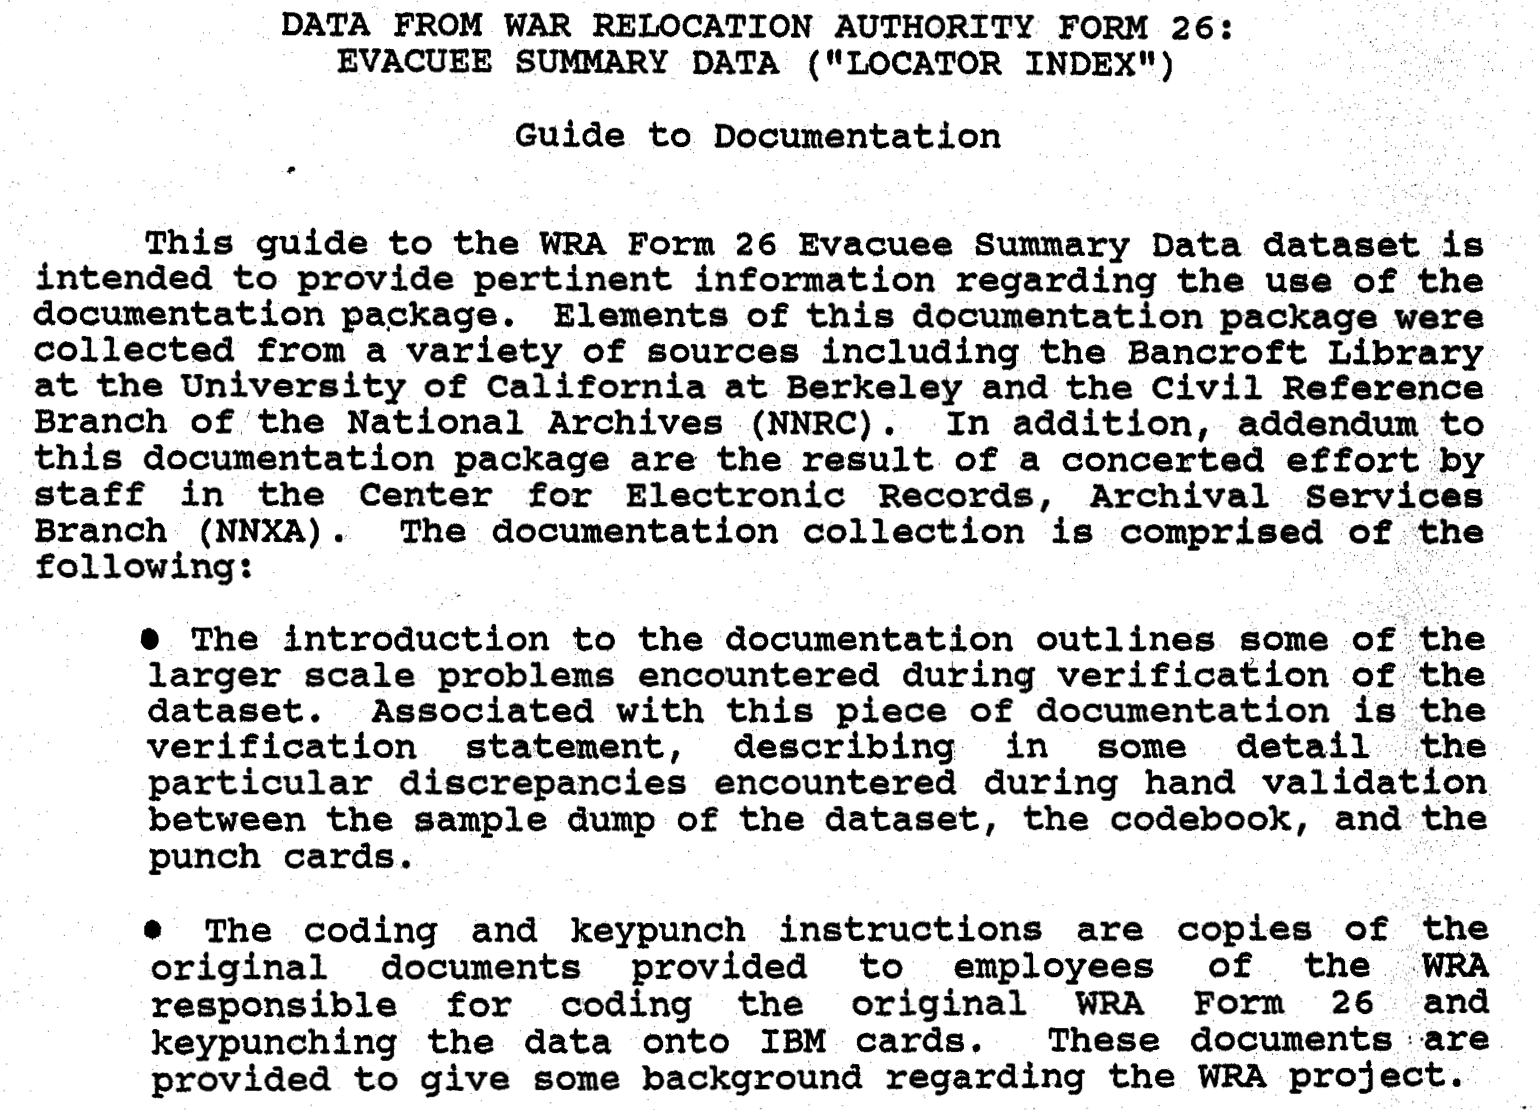 DATA FROM WAR RELOCATION AUTHORITY FORM 26:
EVACUEE SUMMARY DATA ("LOCATOR INDEX")
Guide to Documentation
This guide to the WRA Form 26 Evacuee Summary Data dataset is
intended to provide pertinent information regarding the use of the
documentation package. Elements of this documentation package were
collected from a variety of sources including the Bancroft Library
at the University of California at Berkeley and the Civil Reference
Branch of the National Archives (NNRC). In addition, addendum to
this documentation package are the result of a concerted effort by
staff in the Center for Electronic Records, Archival Services
Branch (NNXA). The documentation collection is comprised of the
following:
● The introduction to the documentation outlines some of the
larger scale problems encountered during verification of the
dataset. Associated with this piece of documentation is the
verification statement, describing in some detail the
particular discrepancies encountered during hand validation
between the sample dump of the dataset, the codebook, and the
punch cards.
● The coding and keypunch instructions are copies of the
original documents provided to employees of the WRA
responsible for coding the original WRA Form 26 and
keypunching the data onto IBM cards. These documents are
provided to give some background regarding the WRA project.